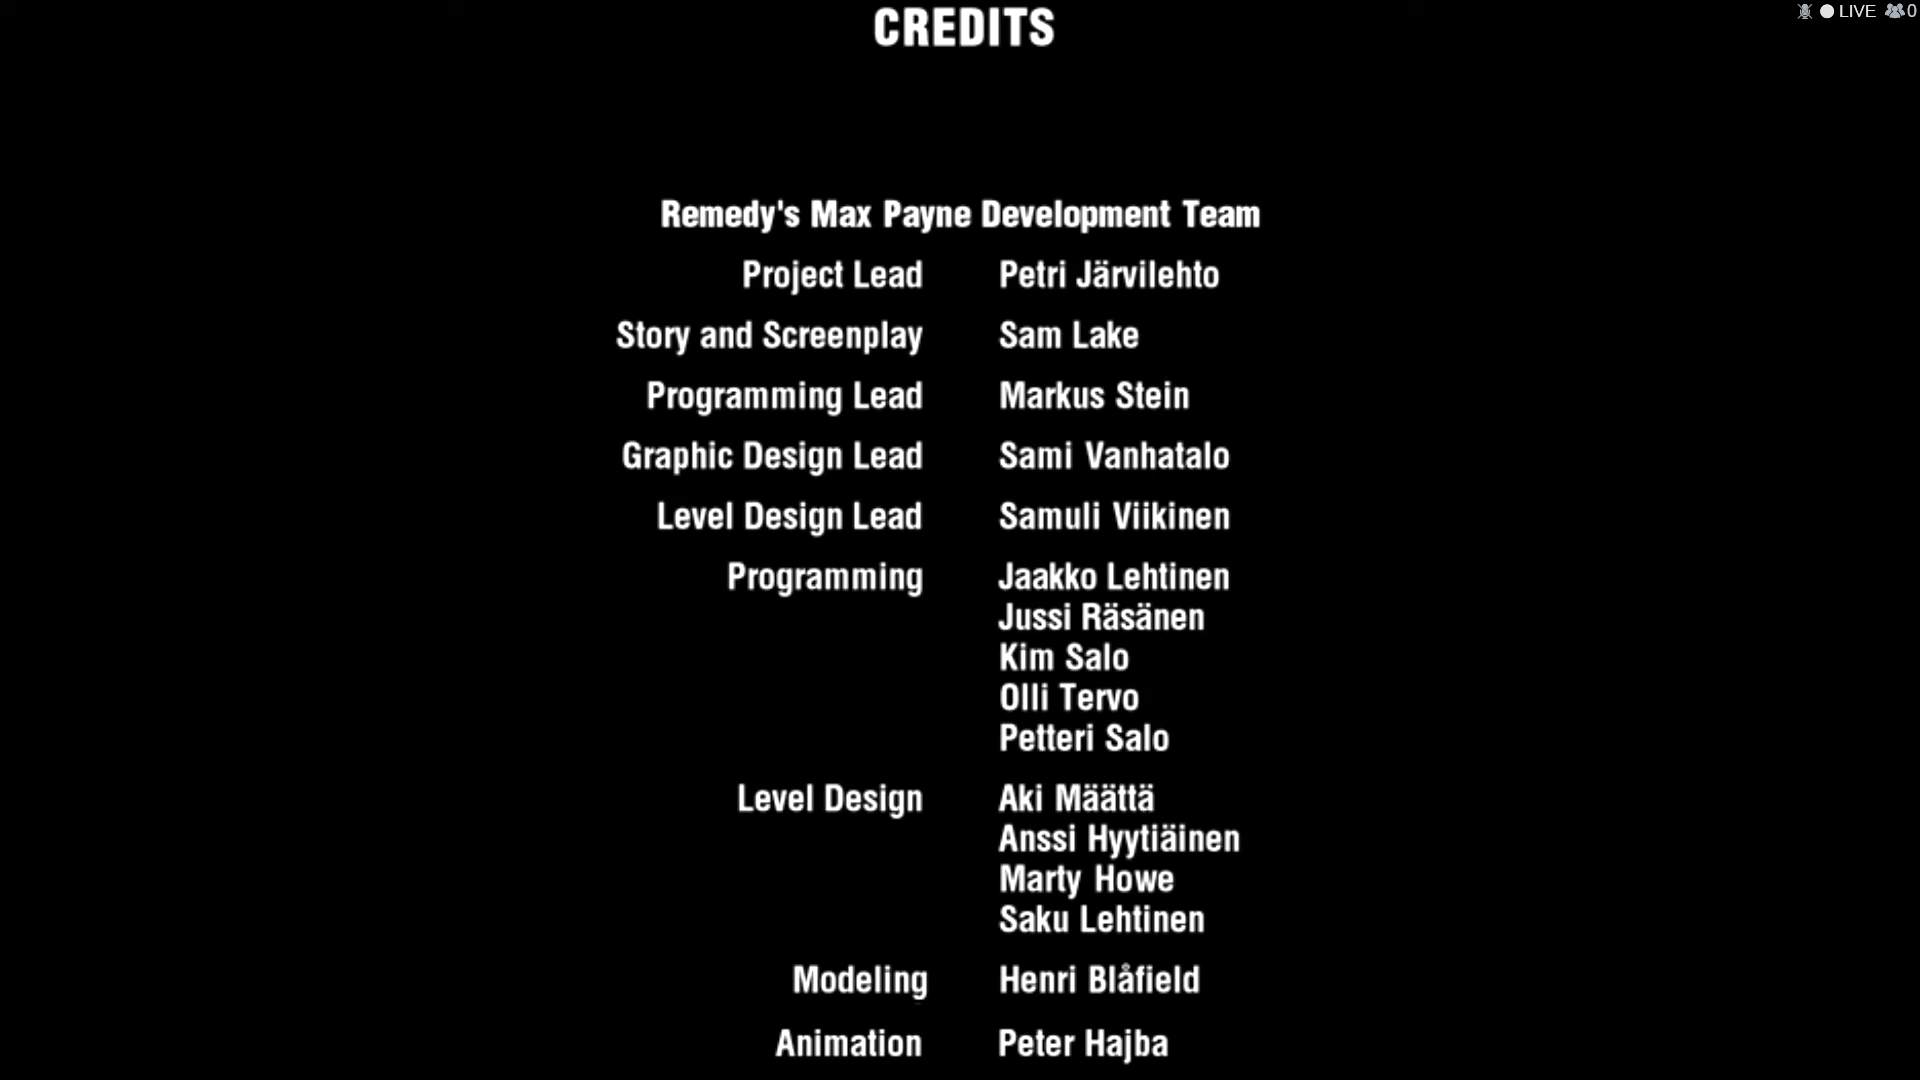 CREDITS
LIVE 0
Remedy's Max Payne Development Team
Project Lead Petri Järvilehto
Story and Screenplay Sam Lake
Programming Lead Markus Stein
Graphic Design Lead Sami Vanhatalo
Level Design Lead Samuli Viikinen
Programming Jaakko Lehtinen
Jussi Räsänen
Kim Salo
Olli Tervo
Petteri Salo
Level Design Aki Määttä
Anssi Hyytiäinen
Marty Howe
Saku Lehtinen
Modeling Henri Blåfield
Animation Peter Hajba